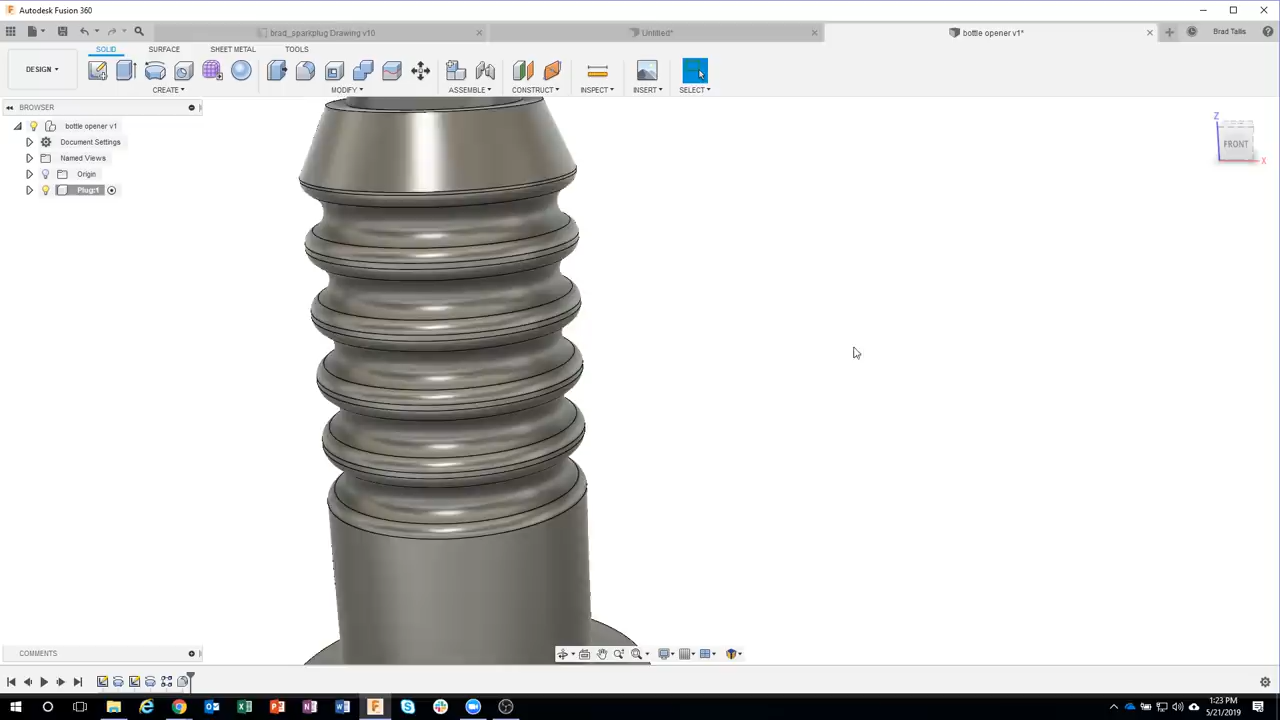 Autodesk Fusion 360
brad_sparkplug Drawing v10
Untitled*
bottle opener v1*
Brad Tallis
SOLID
SURFACE
SHEET METAL
TOOLS
DESIGN
CREATE
MODIFY
ASSEMBLE
CONSTRUCT
INSPECT
INSERT
SELECT
BROWSER
bottle opener v1
Document Settings
Named Views
Origin
Plug:1
Z
FRONT
X
COMMENTS
1:23 PM
5/21/2019